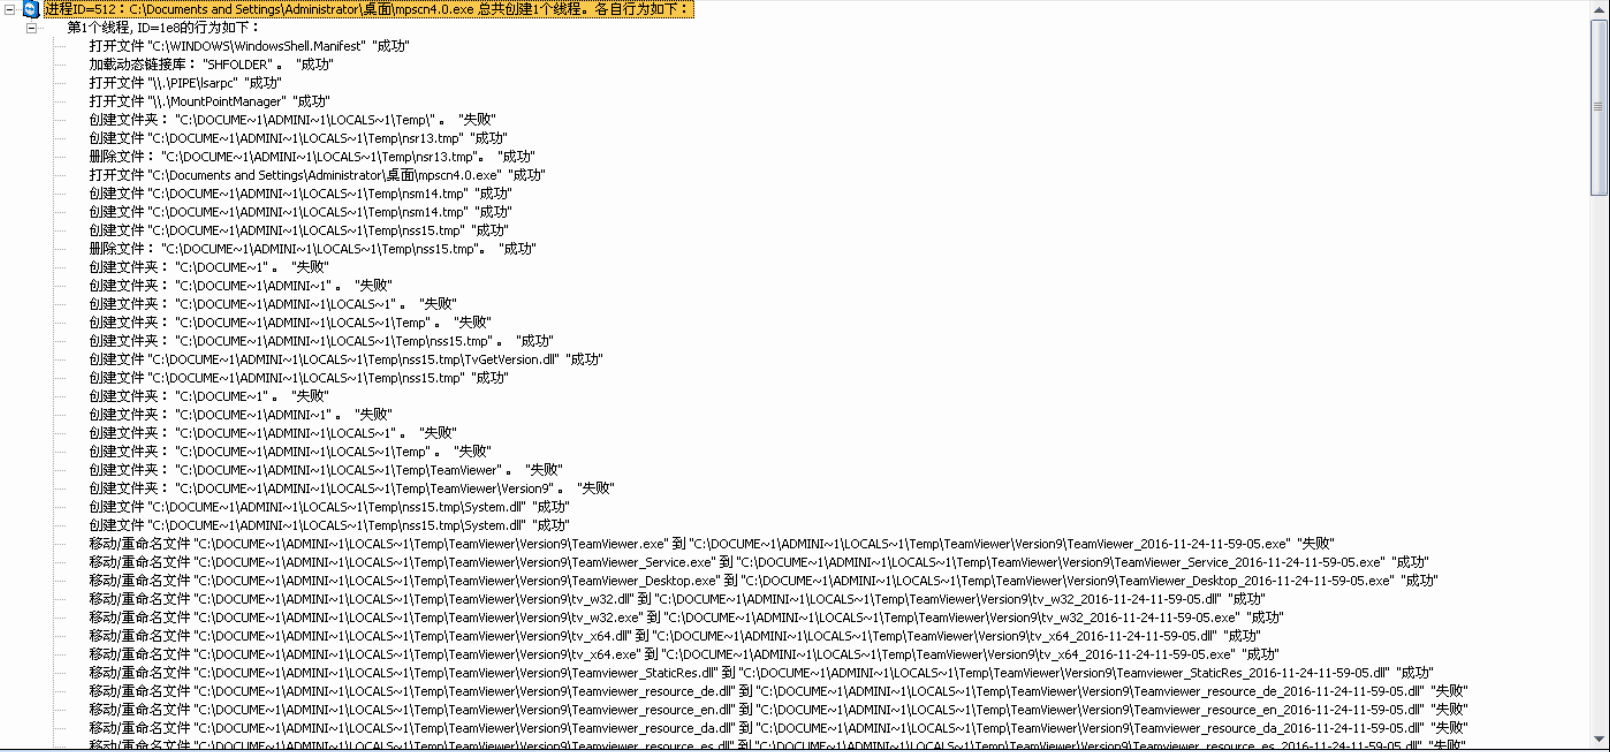 进程ID=512：C:\Documents and Settings\Administrator\桌面\mpscn4.0.exe 总共创建1个线程。各自行为如下：
第1个线程, ID=1e8的行为如下：
打开文件 "C:\WINDOWS\WindowsShell.Manifest"  "成功"
加载动态链接库： "SHFOLDER" 。  "成功"
打开文件 "\\.\PIPE\lsarpc"  "成功"
打开文件 "\\.\MountPointManager"  "成功"
创建文件夹： "C:\DOCUME~1\ADMINI~1\LOCALS~1\Temp\" 。  "失败"
创建文件 "C:\DOCUME~1\ADMINI~1\LOCALS~1\Temp\nsr13.tmp"  "成功"
删除文件： "C:\DOCUME~1\ADMINI~1\LOCALS~1\Temp\nsr13.tmp"。  "成功"
打开文件 "C:\Documents and Settings\Administrator\桌面\mpscn4.0.exe"  "成功"
创建文件 "C:\DOCUME~1\ADMINI~1\LOCALS~1\Temp\nsm14.tmp"  "成功"
创建文件 "C:\DOCUME~1\ADMINI~1\LOCALS~1\Temp\nsm14.tmp"  "成功"
创建文件 "C:\DOCUME~1\ADMINI~1\LOCALS~1\Temp\nss15.tmp"  "成功"
删除文件： "C:\DOCUME~1\ADMINI~1\LOCALS~1\Temp\nss15.tmp"。  "成功"
创建文件夹： "C:\DOCUME~1" 。  "失败"
创建文件夹： "C:\DOCUME~1\ADMINI~1" 。  "失败"
创建文件夹： "C:\DOCUME~1\ADMINI~1\LOCALS~1" 。  "失败"
创建文件夹： "C:\DOCUME~1\ADMINI~1\LOCALS~1\Temp" 。  "失败"
创建文件夹： "C:\DOCUME~1\ADMINI~1\LOCALS~1\Temp\nss15.tmp" 。  "成功"
创建文件 "C:\DOCUME~1\ADMINI~1\LOCALS~1\Temp\nss15.tmp\TvGetVersion.dll"  "成功"
创建文件 "C:\DOCUME~1\ADMINI~1\LOCALS~1\Temp\nss15.tmp"  "成功"
创建文件夹： "C:\DOCUME~1" 。  "失败"
创建文件夹： "C:\DOCUME~1\ADMINI~1" 。  "失败"
创建文件夹： "C:\DOCUME~1\ADMINI~1\LOCALS~1" 。  "失败"
创建文件夹： "C:\DOCUME~1\ADMINI~1\LOCALS~1\Temp" 。  "失败"
创建文件夹： "C:\DOCUME~1\ADMINI~1\LOCALS~1\Temp\TeamViewer" 。  "失败"
创建文件夹： "C:\DOCUME~1\ADMINI~1\LOCALS~1\Temp\TeamViewer\Version9" 。  "失败"
创建文件 "C:\DOCUME~1\ADMINI~1\LOCALS~1\Temp\nss15.tmp\System.dll"  "成功"
创建文件 "C:\DOCUME~1\ADMINI~1\LOCALS~1\Temp\nss15.tmp\System.dll"  "成功"
移动/重命名文件 "C:\DOCUME~1\ADMINI~1\LOCALS~1\Temp\TeamViewer\Version9\TeamViewer.exe" 到 "C:\DOCUME~1\ADMINI~1\LOCALS~1\Temp\TeamViewer\Version9\TeamViewer_2016-11-24-11-59-05.exe"  "失败"
移动/重命名文件 "C:\DOCUME~1\ADMINI~1\LOCALS~1\Temp\TeamViewer\Version9\TeamViewer_Service.exe" 到 "C:\DOCUME~1\ADMINI~1\LOCALS~1\Temp\TeamViewer\Version9\TeamViewer_Service_2016-11-24-11-59-05.exe"  "成功"
移动/重命名文件 "C:\DOCUME~1\ADMINI~1\LOCALS~1\Temp\TeamViewer\Version9\TeamViewer_Desktop.exe" 到 "C:\DOCUME~1\ADMINI~1\LOCALS~1\Temp\TeamViewer\Version9\TeamViewer_Desktop_2016-11-24-11-59-05.exe"  "成功"
移动/重命名文件 "C:\DOCUME~1\ADMINI~1\LOCALS~1\Temp\TeamViewer\Version9\tv_w32.dll" 到 "C:\DOCUME~1\ADMINI~1\LOCALS~1\Temp\TeamViewer\Version9\tv_w32_2016-11-24-11-59-05.dll"  "成功"
移动/重命名文件 "C:\DOCUME~1\ADMINI~1\LOCALS~1\Temp\TeamViewer\Version9\tv_w32.exe" 到 "C:\DOCUME~1\ADMINI~1\LOCALS~1\Temp\TeamViewer\Version9\tv_w32_2016-11-24-11-59-05.exe"  "成功"
移动/重命名文件 "C:\DOCUME~1\ADMINI~1\LOCALS~1\Temp\TeamViewer\Version9\tv_x64.dll" 到 "C:\DOCUME~1\ADMINI~1\LOCALS~1\Temp\TeamViewer\Version9\tv_x64_2016-11-24-11-59-05.dll"  "成功"
移动/重命名文件 "C:\DOCUME~1\ADMINI~1\LOCALS~1\Temp\TeamViewer\Version9\tv_x64.exe" 到 "C:\DOCUME~1\ADMINI~1\LOCALS~1\Temp\TeamViewer\Version9\tv_x64_2016-11-24-11-59-05.exe"  "成功"
移动/重命名文件 "C:\DOCUME~1\ADMINI~1\LOCALS~1\Temp\TeamViewer\Version9\Teamviewer_StaticRes.dll" 到 "C:\DOCUME~1\ADMINI~1\LOCALS~1\Temp\TeamViewer\Version9\Teamviewer_StaticRes_2016-11-24-11-59-05.dll"  "成功"
移动/重命名文件 "C:\DOCUME~1\ADMINI~1\LOCALS~1\Temp\TeamViewer\Version9\Teamviewer_resource_de.dll" 到 "C:\DOCUME~1\ADMINI~1\LOCALS~1\Temp\TeamViewer\Version9\Teamviewer_resource_de_2016-11-24-11-59-05.dll"  "失败"
移动/重命名文件 "C:\DOCUME~1\ADMINI~1\LOCALS~1\Temp\TeamViewer\Version9\Teamviewer_resource_en.dll" 到 "C:\DOCUME~1\ADMINI~1\LOCALS~1\Temp\TeamViewer\Version9\Teamviewer_resource_en_2016-11-24-11-59-05.dll"  "失败"
移动/重命名文件 "C:\DOCUME~1\ADMINI~1\LOCALS~1\Temp\TeamViewer\Version9\Teamviewer_resource_da.dll" 到 "C:\DOCUME~1\ADMINI~1\LOCALS~1\Temp\TeamViewer\Version9\Teamviewer_resource_da_2016-11-24-11-59-05.dll"  "失败"
移动/重命名文件 "C:\DOCUME~1\ADMINI~1\LOCALS~1\Temp\TeamViewer\Version9\Teamviewer_resource_es.dll" 到 "C:\DOCUME~1\ADMINI~1\LOCALS~1\Temp\TeamViewer\Version9\Teamviewer_resource_es_2016-11-24-11-59-05.dll"  "失败"